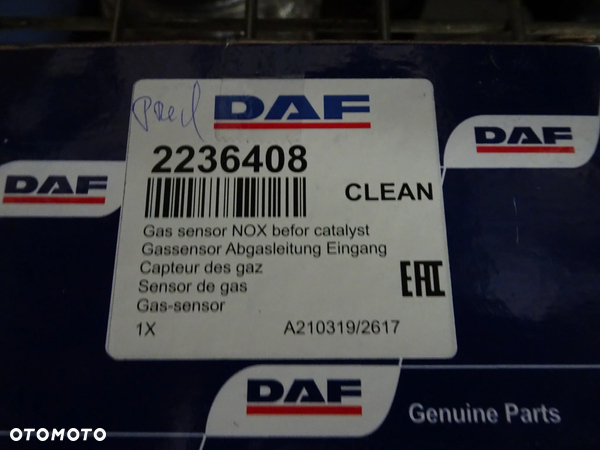 DAF
2236408
CLEAN
Gas sensor NOX befor catalyst
Gassensor Abgasleitung Eingang
Capteur des gaz
Sensor de gas
Gas-sensor
1X A210319/2617
EAC
DAF
DAF
DAF
Genuine Parts
OTOMOTO